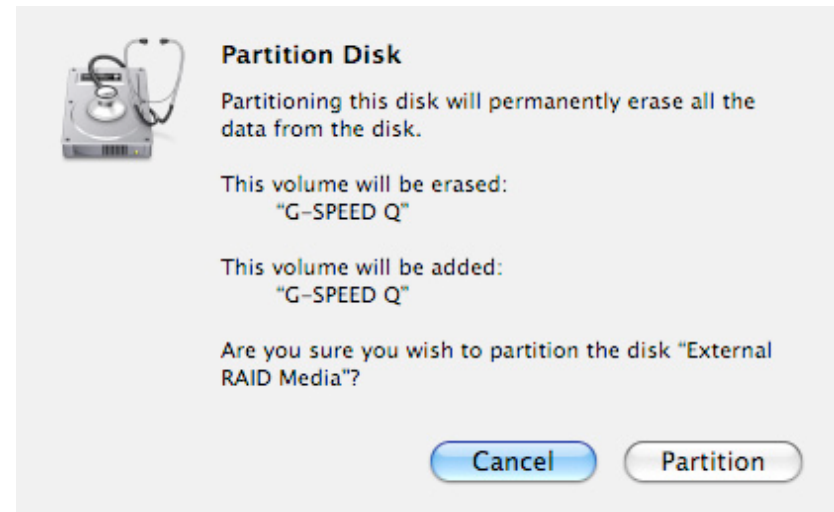 Partition Disk
Partitioning this disk will permanently erase all the
data from the disk.
This volume will be erased:
“G-SPEED Q”
This volume will be added:
“G-SPEED Q”
Are you sure you wish to partition the disk “External
RAID Media”?
Cancel
Partition